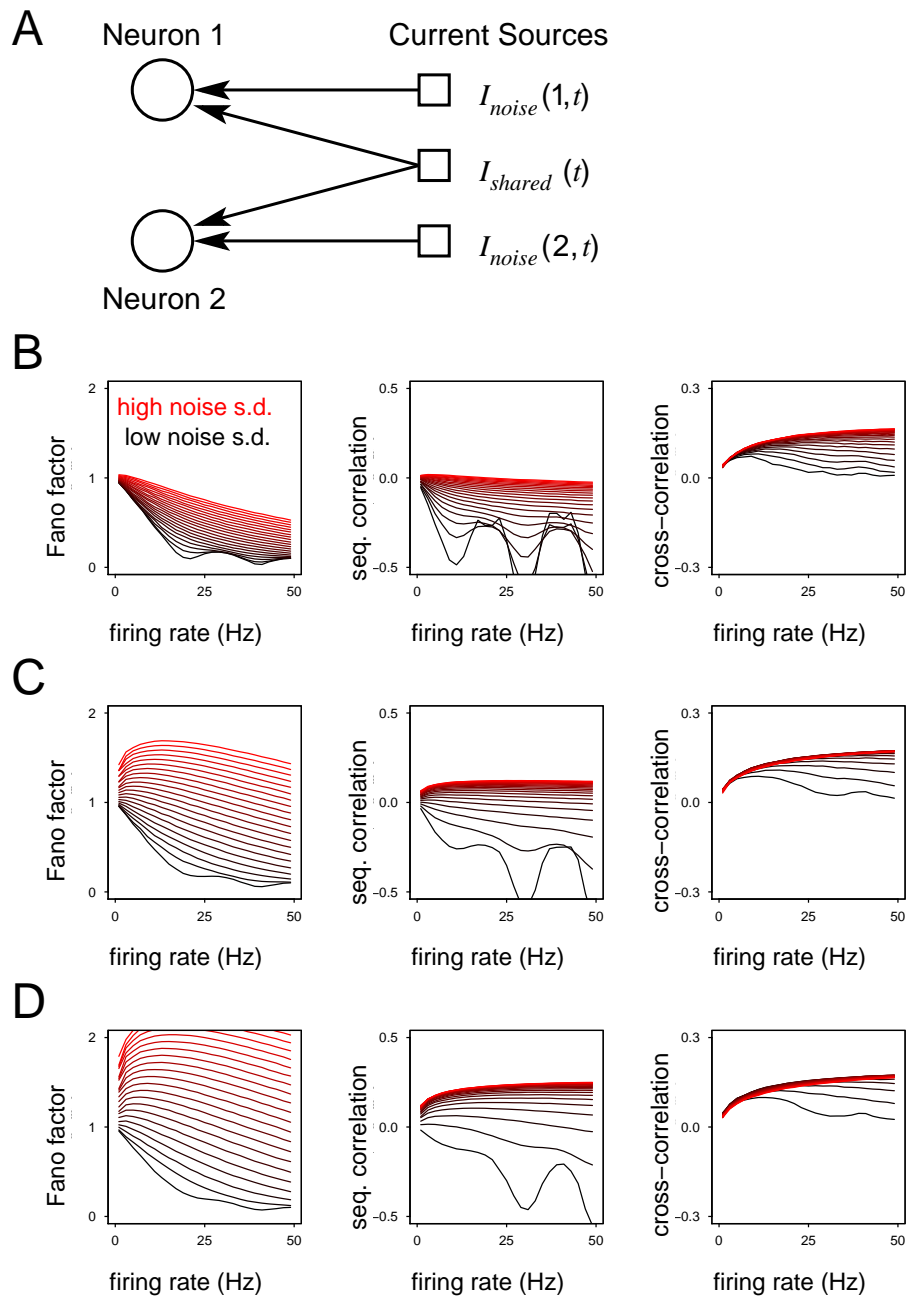 A
Neuron 1
Current Sources
I_noise(1,t)
I_shared (t)
I_noise(2,t)
Neuron 2
B
2
1
0
Fano factor
high noise s.d.
low noise s.d.
0 25 50
firing rate (Hz)
0.5
0.0
−0.5
seq. correlation
0 25 50
firing rate (Hz)
0.3
0.0
−0.3
cross−correlation
0 25 50
firing rate (Hz)
C
2
1
0
Fano factor
0 25 50
firing rate (Hz)
0.5
0.0
−0.5
seq. correlation
0 25 50
firing rate (Hz)
0.3
0.0
−0.3
cross−correlation
0 25 50
firing rate (Hz)
D
2
1
0
Fano factor
0 25 50
firing rate (Hz)
0.5
0.0
−0.5
seq. correlation
0 25 50
firing rate (Hz)
0.3
0.0
−0.3
cross−correlation
0 25 50
firing rate (Hz)